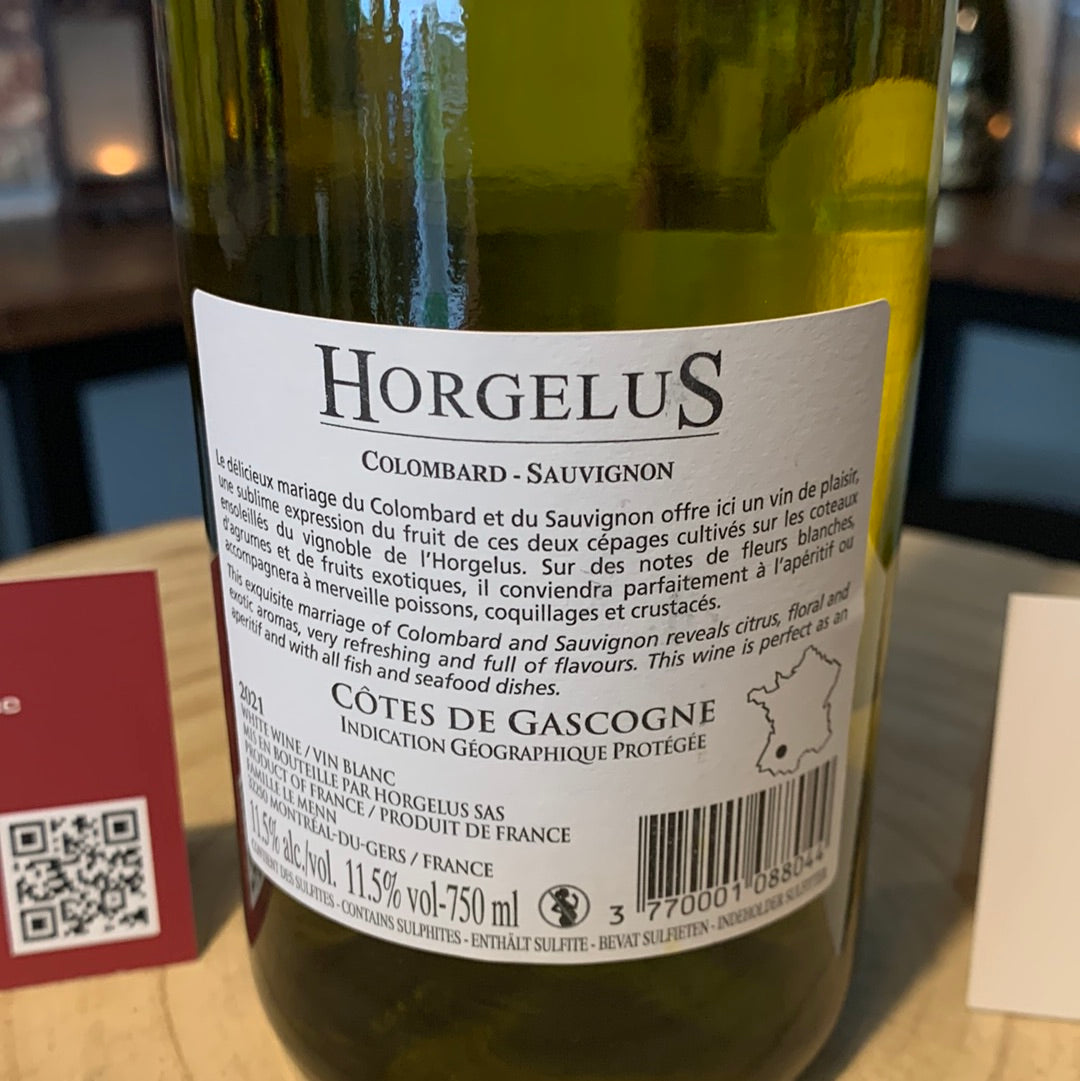 HORGELUS
COLOMBARD - SAUVIGNON
Le délicieux mariage du Colombard et du Sauvignon offre ici un vin de plaisir,
une sublime expression du fruit de ces deux cépages cultivés sur les coteaux
ensoleillés du vignoble de l'Horgelus. Sur des notes de fleurs blanches,
d'agrumes et de fruits exotiques, il conviendra parfaitement à l'apéritif ou
accompagnera à merveille poissons, coquillages et crustacés.
This exquisite marriage of Colombard and Sauvignon reveals citrus, floral and
exotic aromas, very refreshing and full of flavours. This wine is perfect as an
aperitif and with all fish and seafood dishes.
CÔTES DE GASCOGNE
INDICATION GÉOGRAPHIQUE PROTÉGÉE
2021
WHITE WINE / VIN BLANC
MIS EN BOUTEILLE PAR HORGELUS SAS
PRODUCT OF FRANCE / PRODUIT DE FRANCE
FAMILLE LE MENN
32250 MONTRÉAL-DU-GERS / FRANCE
11.5% alc./vol. 11.5% vol-750 ml
3 770001 088044
CONTIENT DES SULFITES - CONTAINS SULPHITES - ENTHÄLT SULFITE - BEVAT SULFIETEN - INDEHOLDER SULFITTER